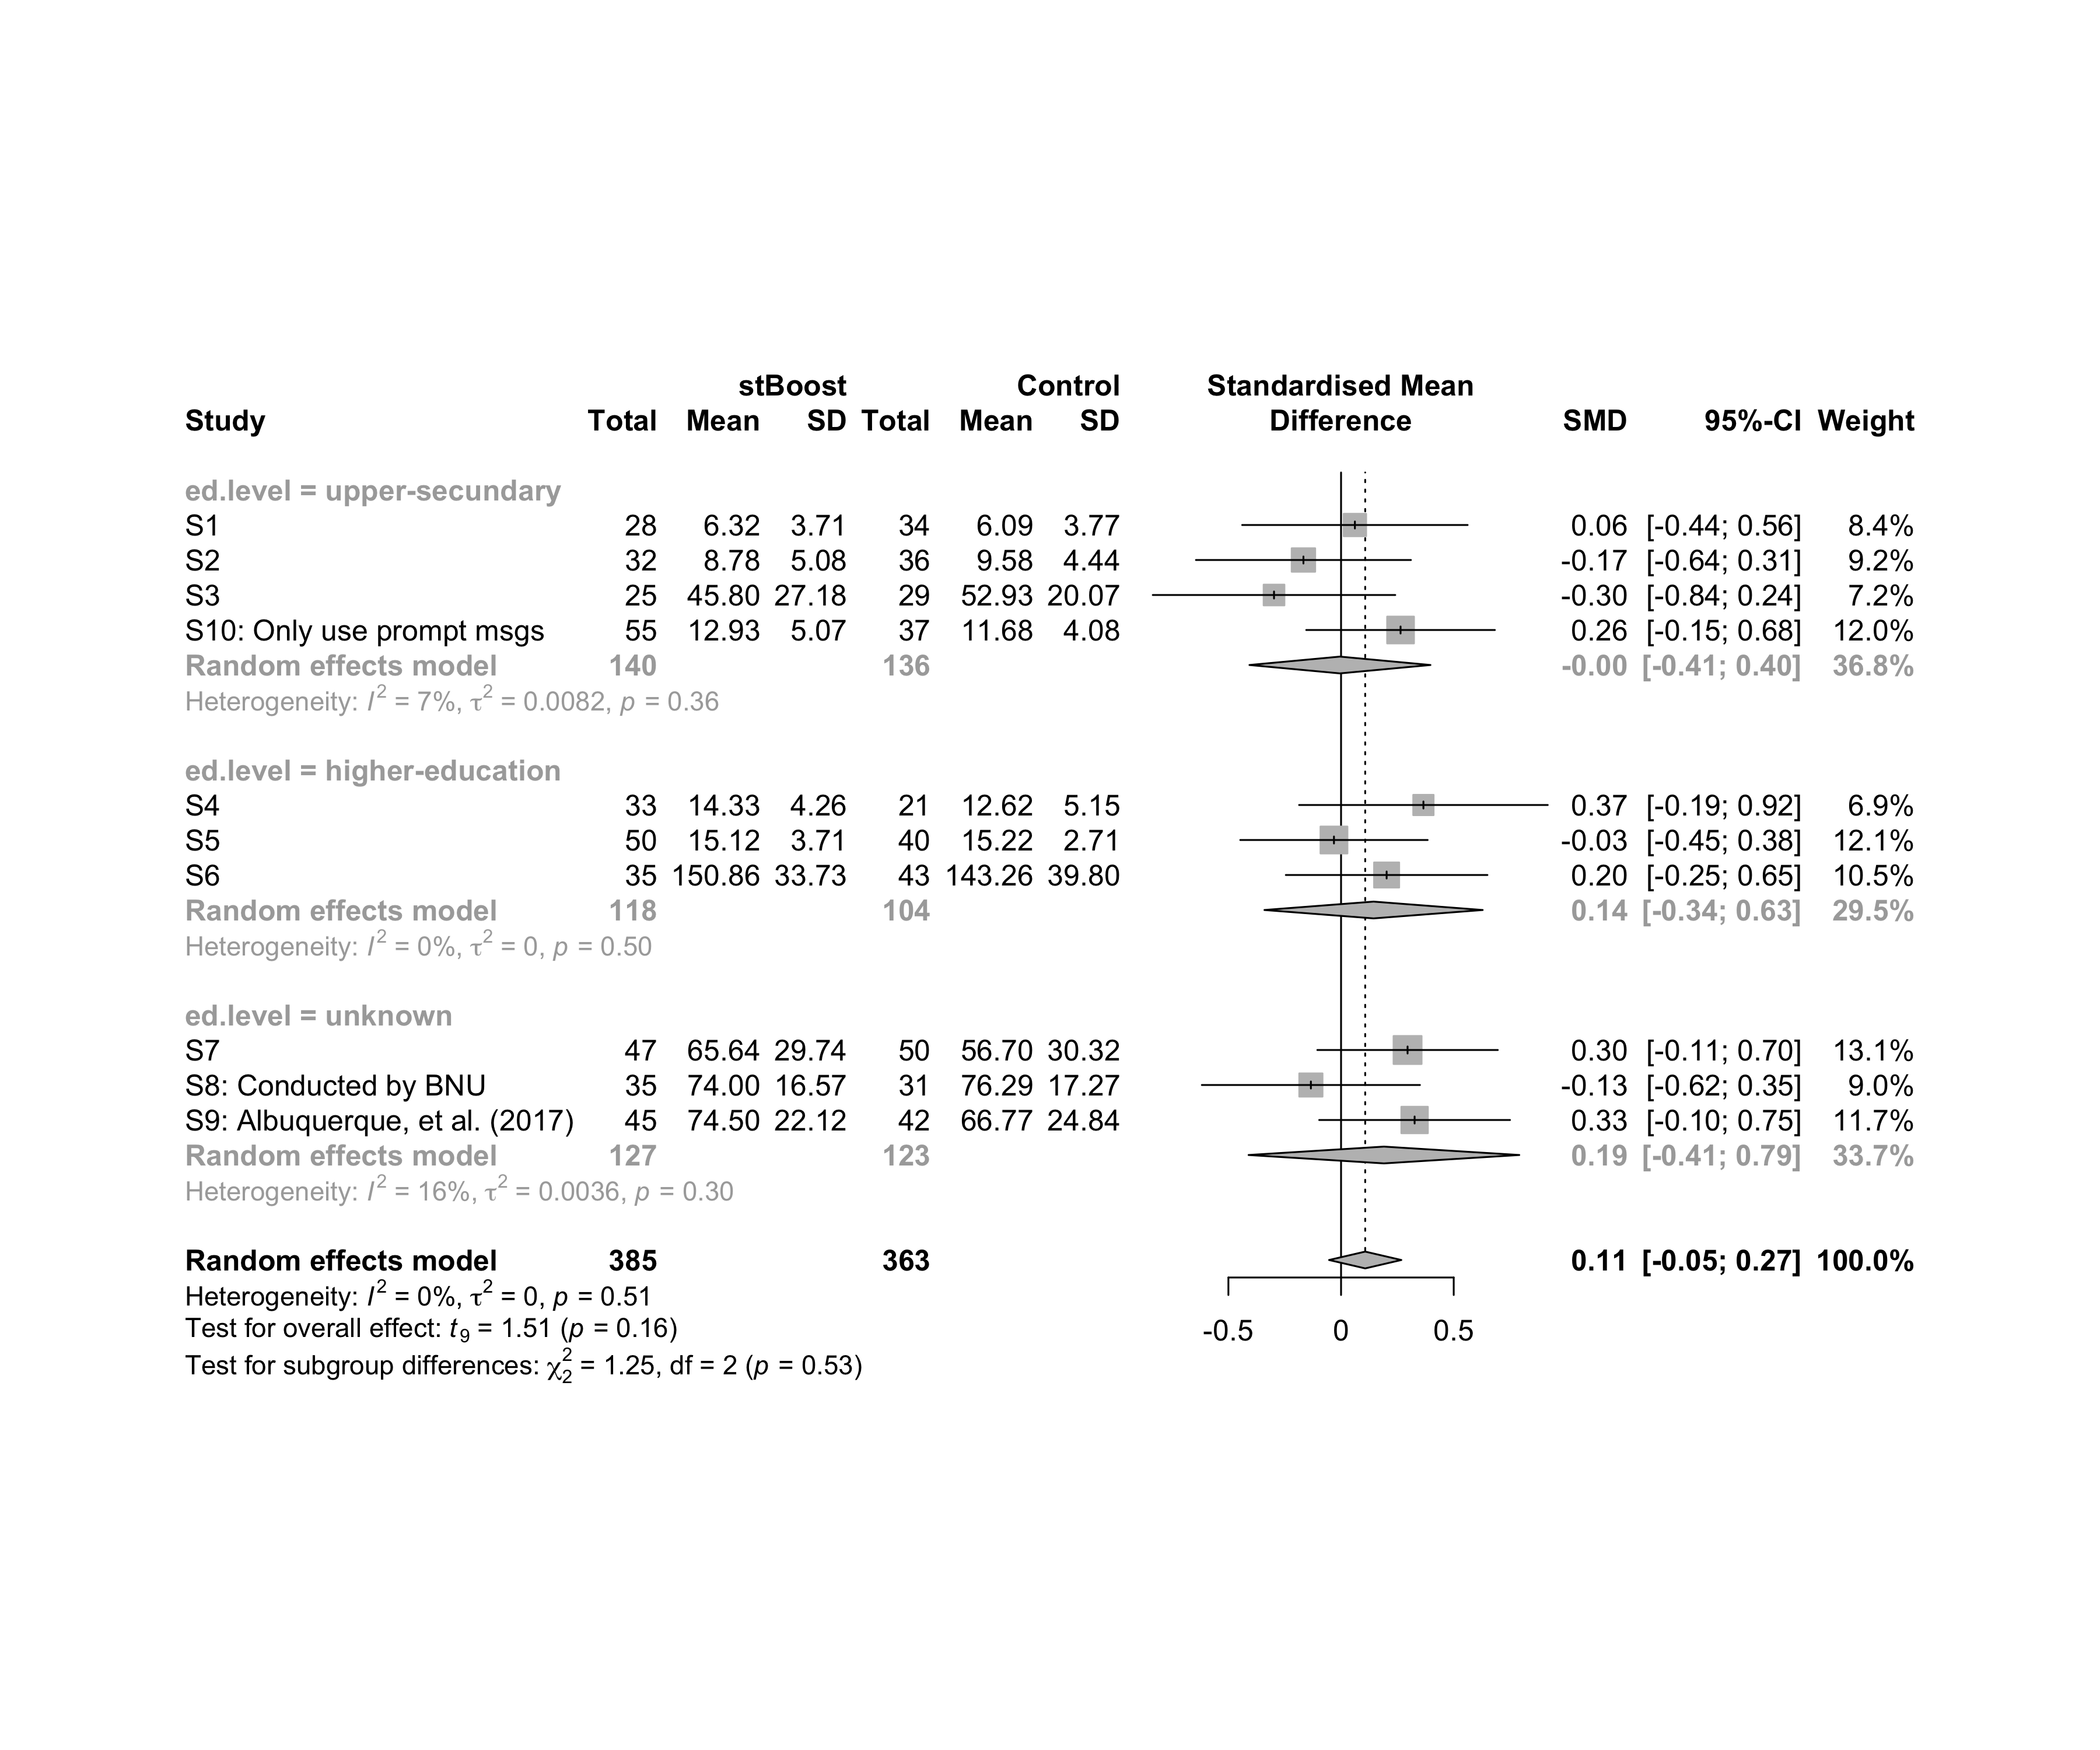 stBoost Control Standardised Mean
Study Total Mean SD Total Mean SD Difference SMD 95%-CI Weight
ed.level = upper-secundary
S1 28 6.32 3.71 34 6.09 3.77 0.06 [-0.44; 0.56] 8.4%
S2 32 8.78 5.08 36 9.58 4.44 -0.17 [-0.64; 0.31] 9.2%
S3 25 45.80 27.18 29 52.93 20.07 -0.30 [-0.84; 0.24] 7.2%
S10: Only use prompt msgs 55 12.93 5.07 37 11.68 4.08 0.26 [-0.15; 0.68] 12.0%
Random effects model 140 136 -0.00 [-0.41; 0.40] 36.8%
Heterogeneity: I² = 7%, τ² = 0.0082, p = 0.36
ed.level = higher-education
S4 33 14.33 4.26 21 12.62 5.15 0.37 [-0.19; 0.92] 6.9%
S5 50 15.12 3.71 40 15.22 2.71 -0.03 [-0.45; 0.38] 12.1%
S6 35 150.86 33.73 43 143.26 39.80 0.20 [-0.25; 0.65] 10.5%
Random effects model 118 104 0.14 [-0.34; 0.63] 29.5%
Heterogeneity: I² = 0%, τ² = 0, p = 0.50
ed.level = unknown
S7 47 65.64 29.74 50 56.70 30.32 0.30 [-0.11; 0.70] 13.1%
S8: Conducted by BNU 35 74.00 16.57 31 76.29 17.27 -0.13 [-0.62; 0.35] 9.0%
S9: Albuquerque, et al. (2017) 45 74.50 22.12 42 66.77 24.84 0.33 [-0.10; 0.75] 11.7%
Random effects model 127 123 0.19 [-0.41; 0.79] 33.7%
Heterogeneity: I² = 16%, τ² = 0.0036, p = 0.30
Random effects model 385 363 0.11 [-0.05; 0.27] 100.0%
Heterogeneity: I² = 0%, τ² = 0, p = 0.51
Test for overall effect: t₉ = 1.51 (p = 0.16)
-0.5 0 0.5
Test for subgroup differences: χ²₂ = 1.25, df = 2 (p = 0.53)